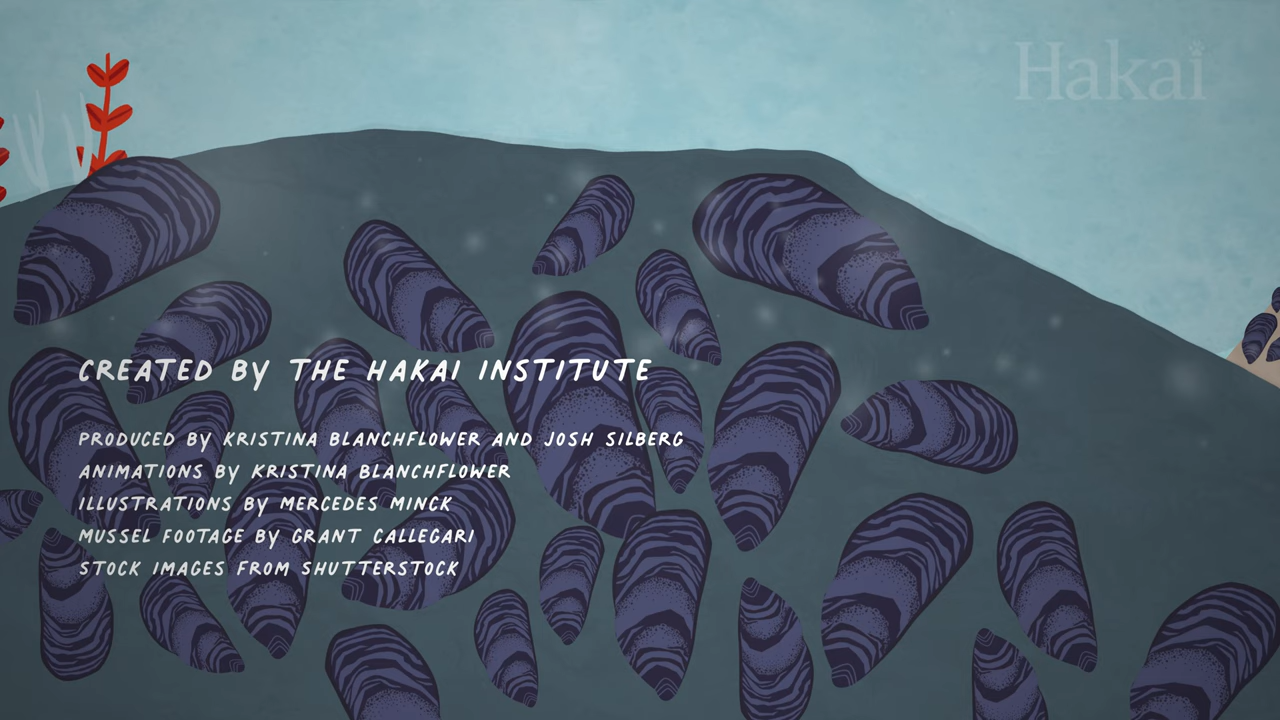 Hakai
CREATED BY THE HAKAI INSTITUTE
PRODUCED BY KRISTINA BLANCHFLOWER AND JOSH SILBERG
ANIMATIONS BY KRISTINA BLANCHFLOWER
ILLUSTRATIONS BY MERCEDES MINCK
MUSSEL FOOTAGE BY GRANT CALLEGARI
STOCK IMAGES FROM SHUTTERSTOCK